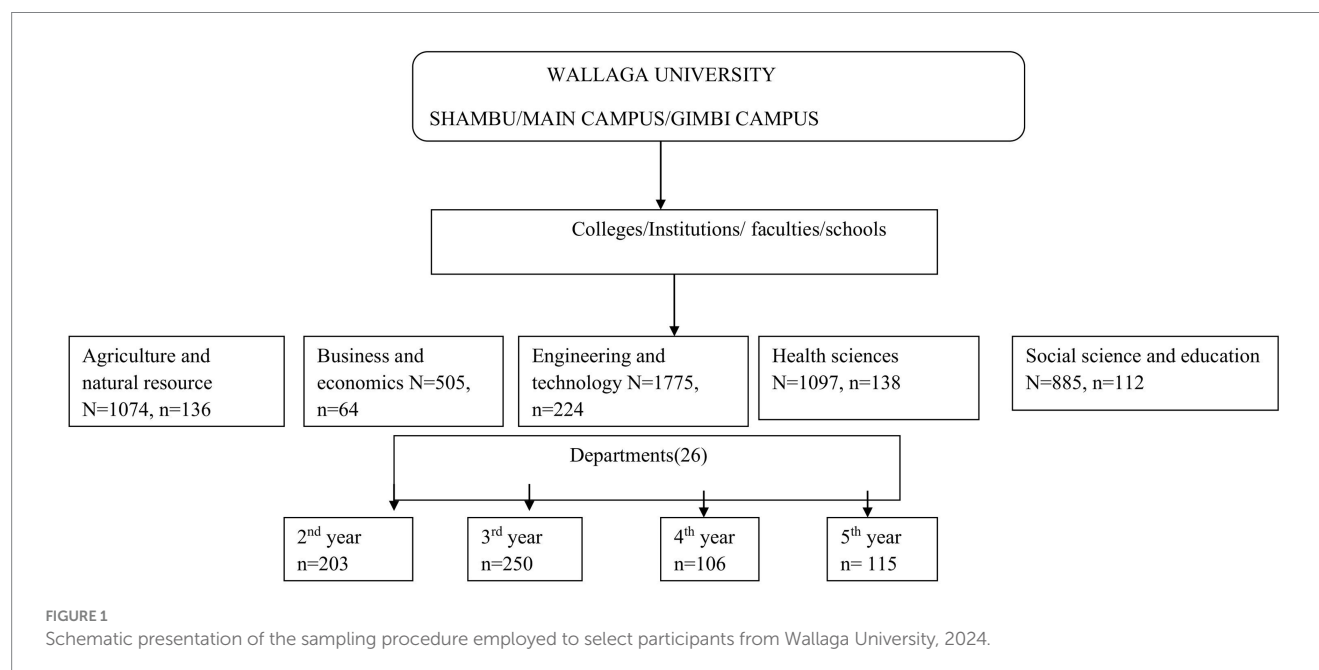 WALLAGA UNIVERSITY
SHAMBU/MAIN CAMPUS/GIMBI CAMPUS
Colleges/Institutions/ faculties/schools
Agriculture and
natural resource
N=1074, n=136
Business and
economics N=505,
n=64
Engineering and
technology N=1775,
n=224
Health sciences
N=1097, n=138
Social science and education
N=885, n=112
Departments(26)
2nd year
n=203
3rd year
n=250
4th year
n=106
5th year
n= 115
FIGURE 1
Schematic presentation of the sampling procedure employed to select participants from Wallaga University, 2024.